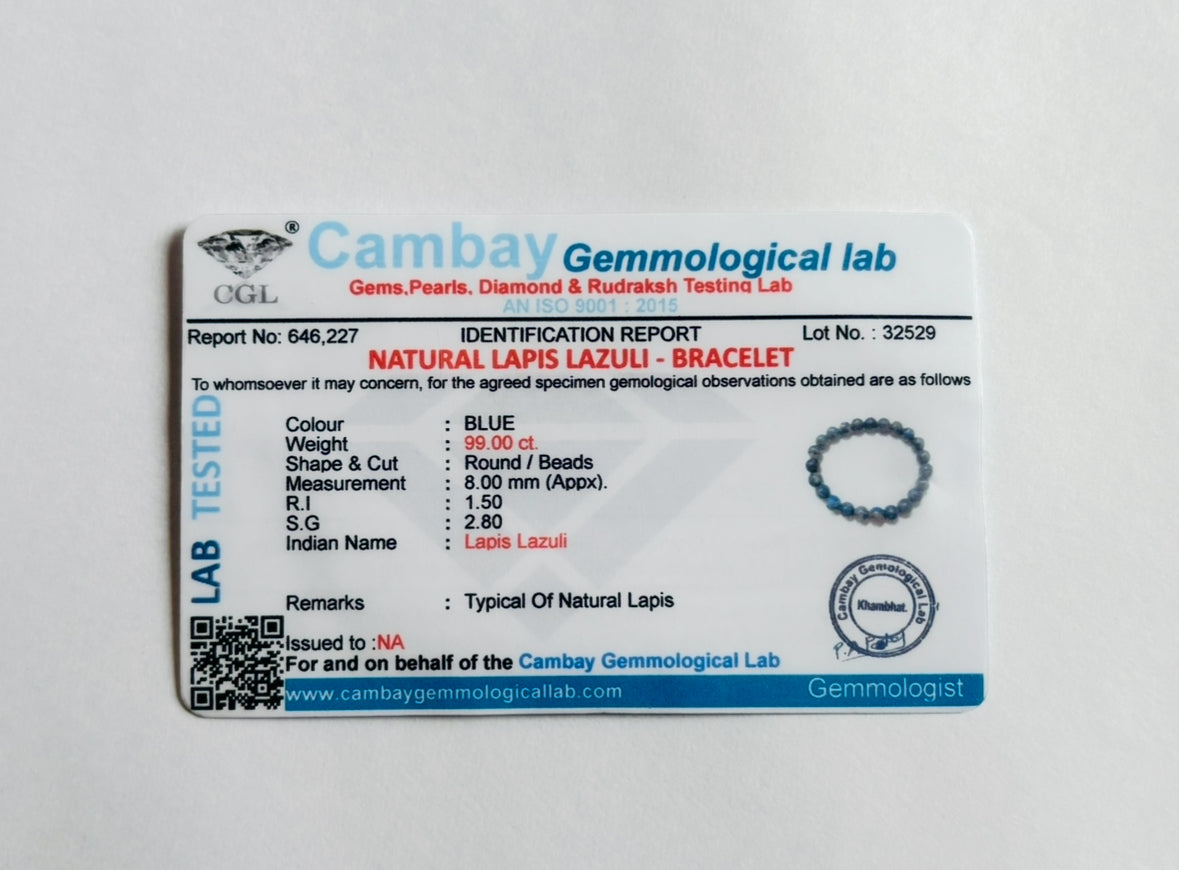 ® Cambay Gemmological lab
CGL
Gems,Pearls, Diamond & Rudraksh Testing Lab
AN ISO 9001 : 2015
Report No: 646,227 IDENTIFICATION REPORT Lot No. : 32529
NATURAL LAPIS LAZULI - BRACELET
To whomsoever it may concern, for the agreed specimen gemological observations obtained are as follows
LAB TESTED
Colour : BLUE
Weight : 99.00 ct.
Shape & Cut : Round / Beads
Measurement : 8.00 mm (Appx).
R.I : 1.50
S.G : 2.80
Indian Name : Lapis Lazuli
Remarks : Typical Of Natural Lapis
Cambay Gemological Lab
Khambhat.
Issued to :NA
For and on behalf of the Cambay Gemmological Lab
www.cambaygemmologicallab.com Gemmologist